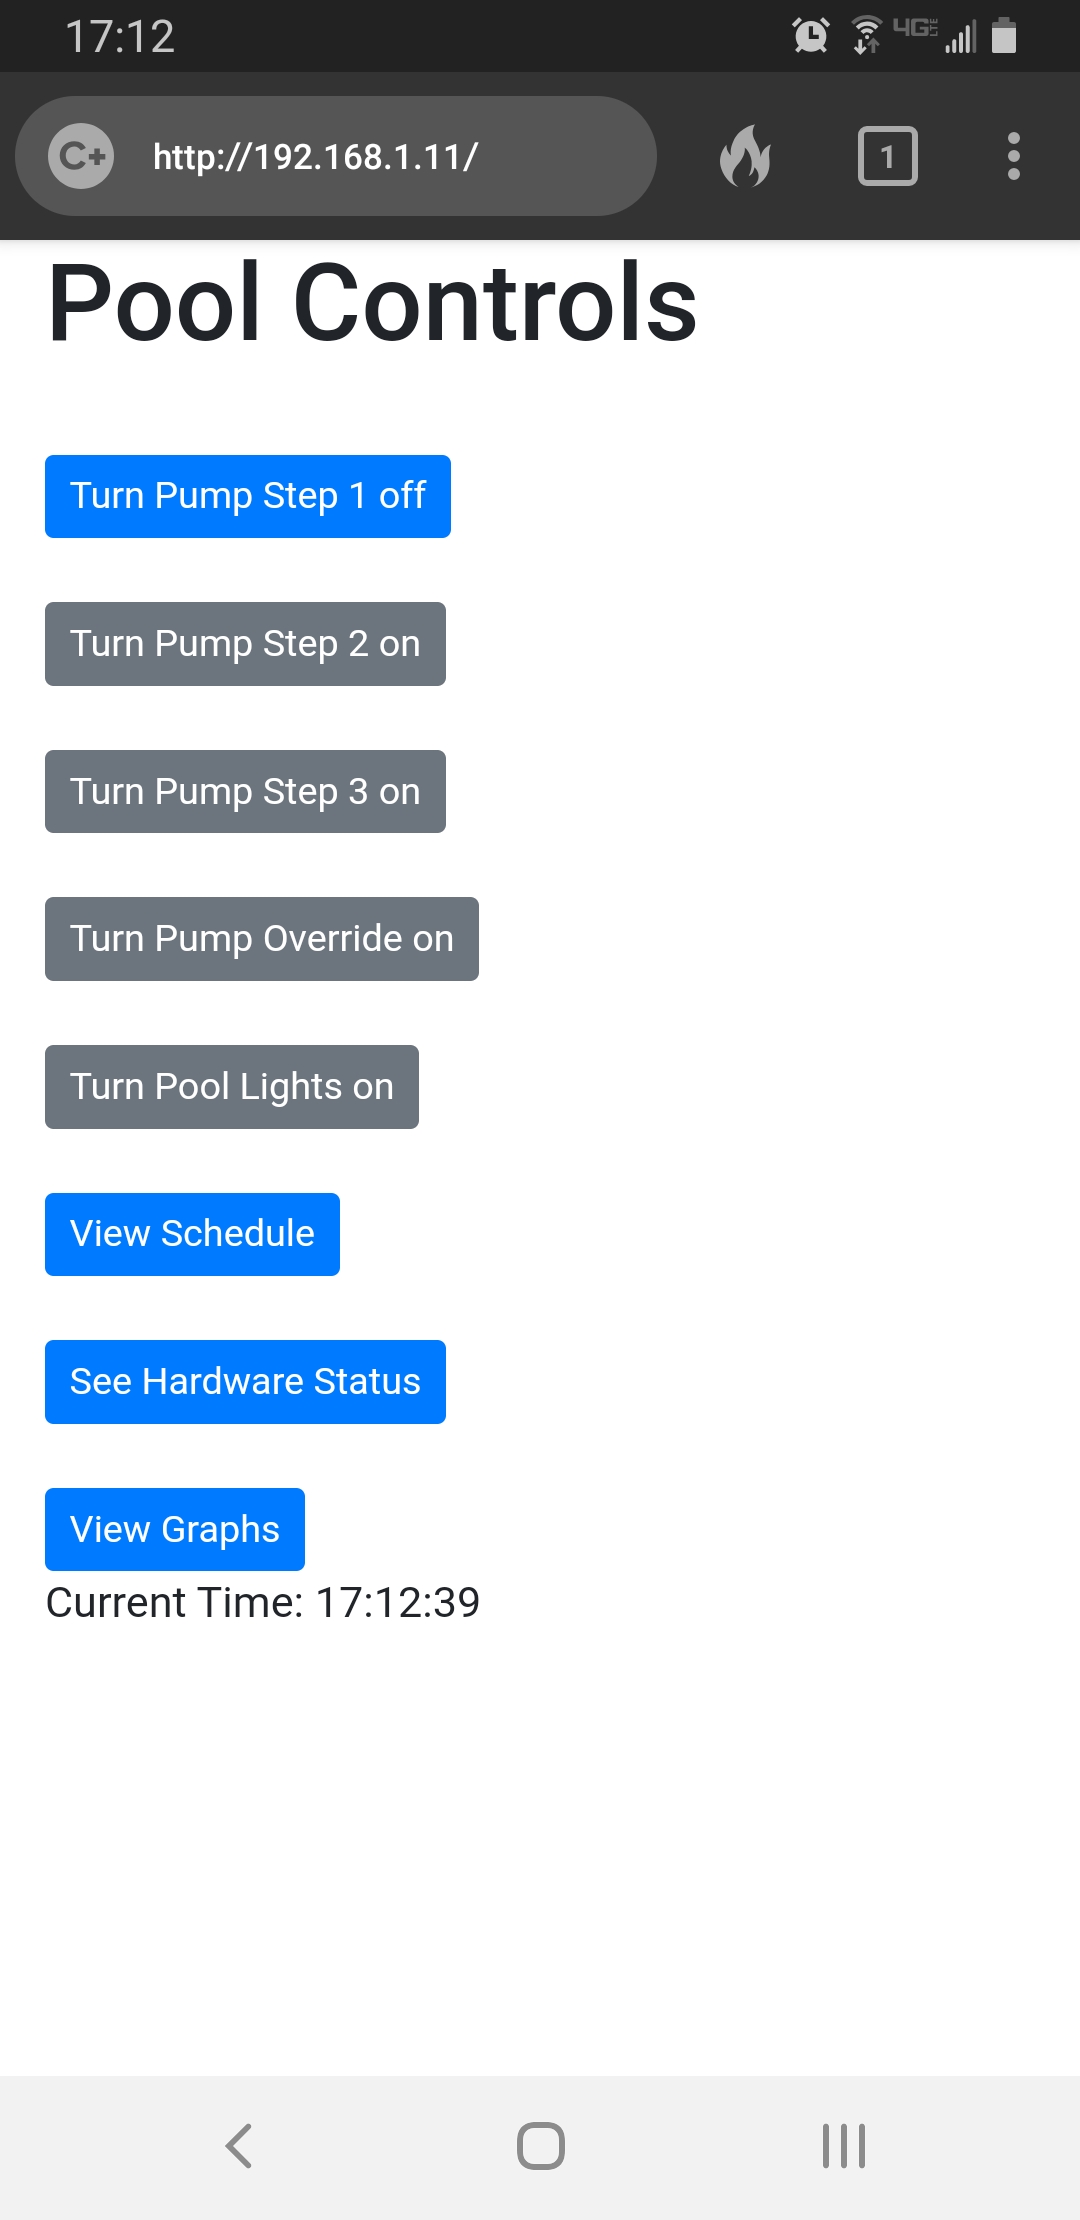 17:12
4G LTE
C+ http://192.168.1.11/ 1
Pool Controls
Turn Pump Step 1 off
Turn Pump Step 2 on
Turn Pump Step 3 on
Turn Pump Override on
Turn Pool Lights on
View Schedule
See Hardware Status
View Graphs
Current Time: 17:12:39